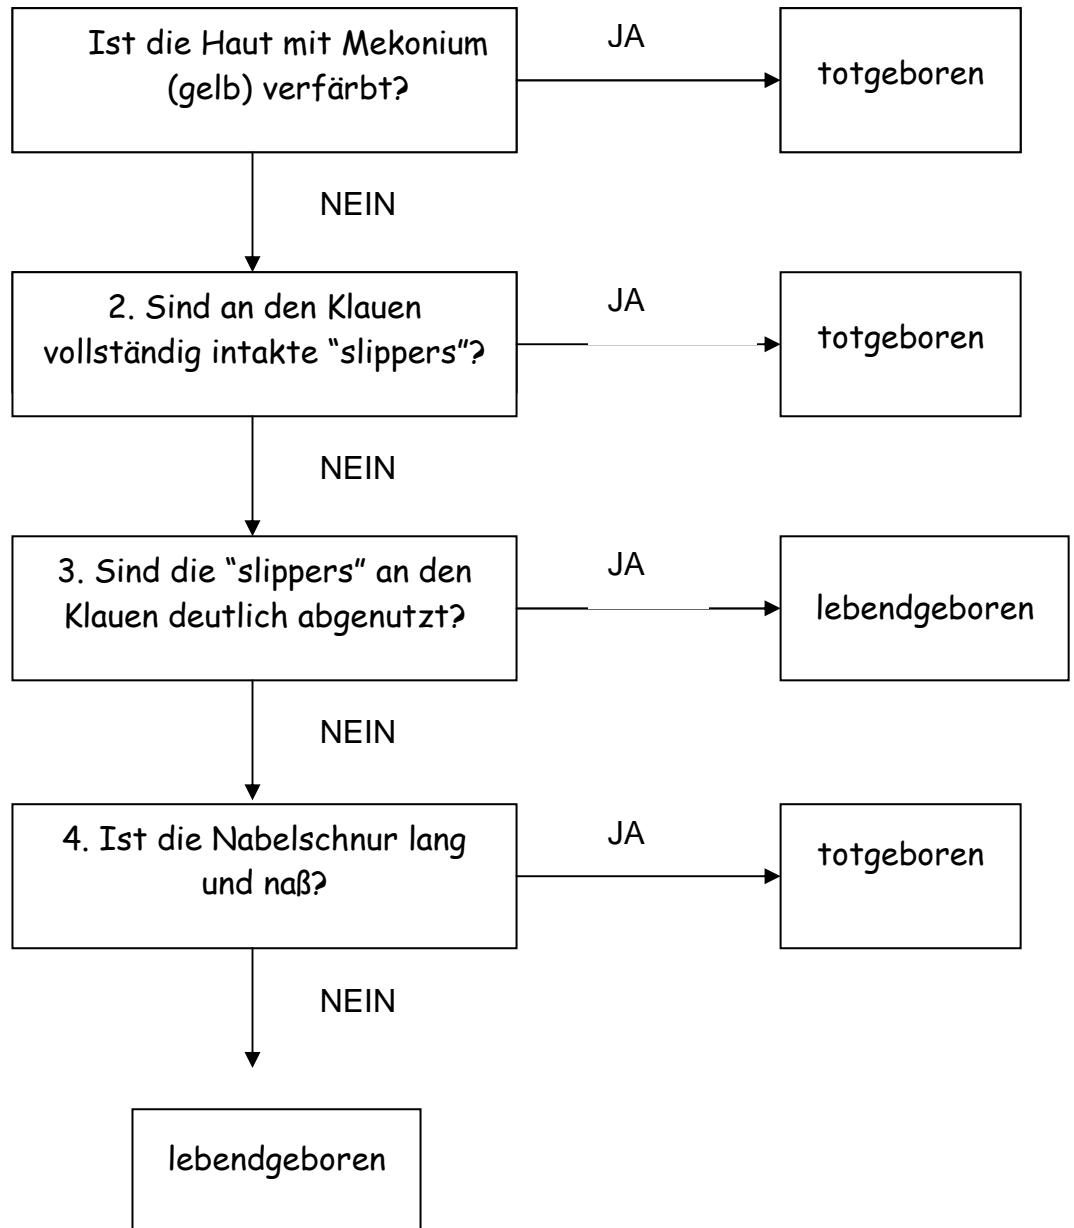 Ist die Haut mit Mekonium
(gelb) verfärbt?
JA
totgeboren
NEIN
2. Sind an den Klauen
vollständig intakte “slippers”?
JA
totgeboren
NEIN
3. Sind die “slippers” an den
Klauen deutlich abgenutzt?
JA
lebendgeboren
NEIN
4. Ist die Nabelschnur lang
und naß?
JA
totgeboren
NEIN
lebendgeboren